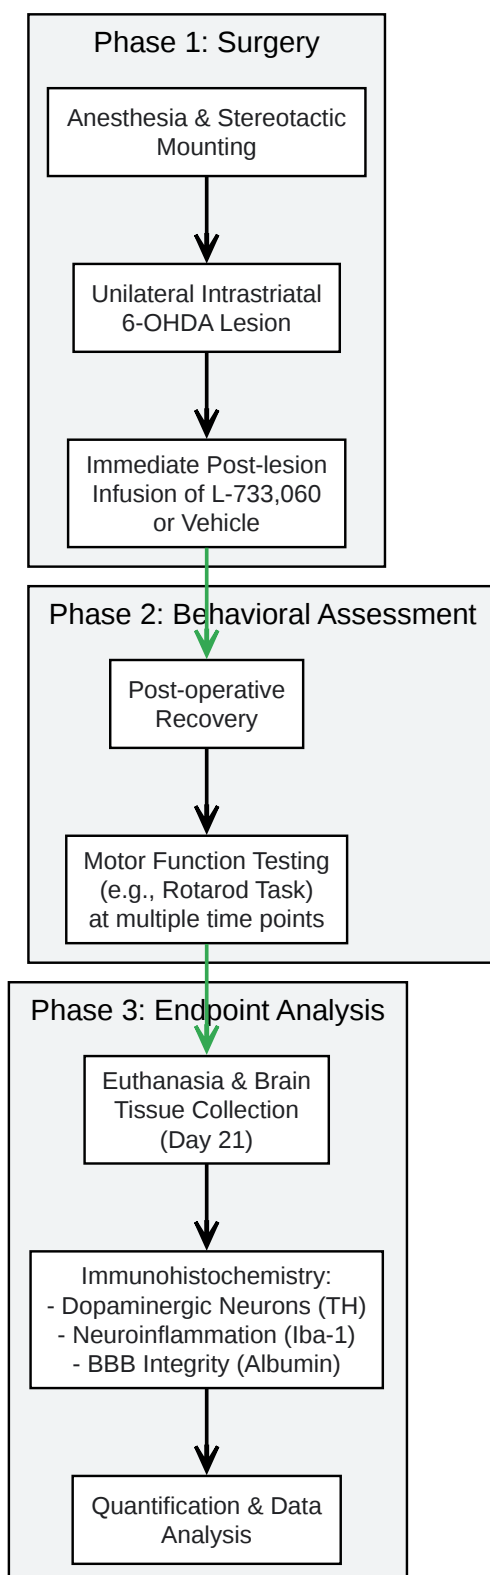 Phase 1: Surgery
Anesthesia & Stereotactic
Mounting
Unilateral Intrastriatal
6-OHDA Lesion
Immediate Post-lesion
Infusion of L-733,060
or Vehicle
Phase 2: Behavioral Assessment
Post-operative
Recovery
Motor Function Testing
(e.g., Rotarod Task)
at multiple time points
Phase 3: Endpoint Analysis
Euthanasia & Brain
Tissue Collection
(Day 21)
Immunohistochemistry:
- Dopaminergic Neurons (TH)
- Neuroinflammation (Iba-1)
- BBB Integrity (Albumin)
Quantification & Data
Analysis